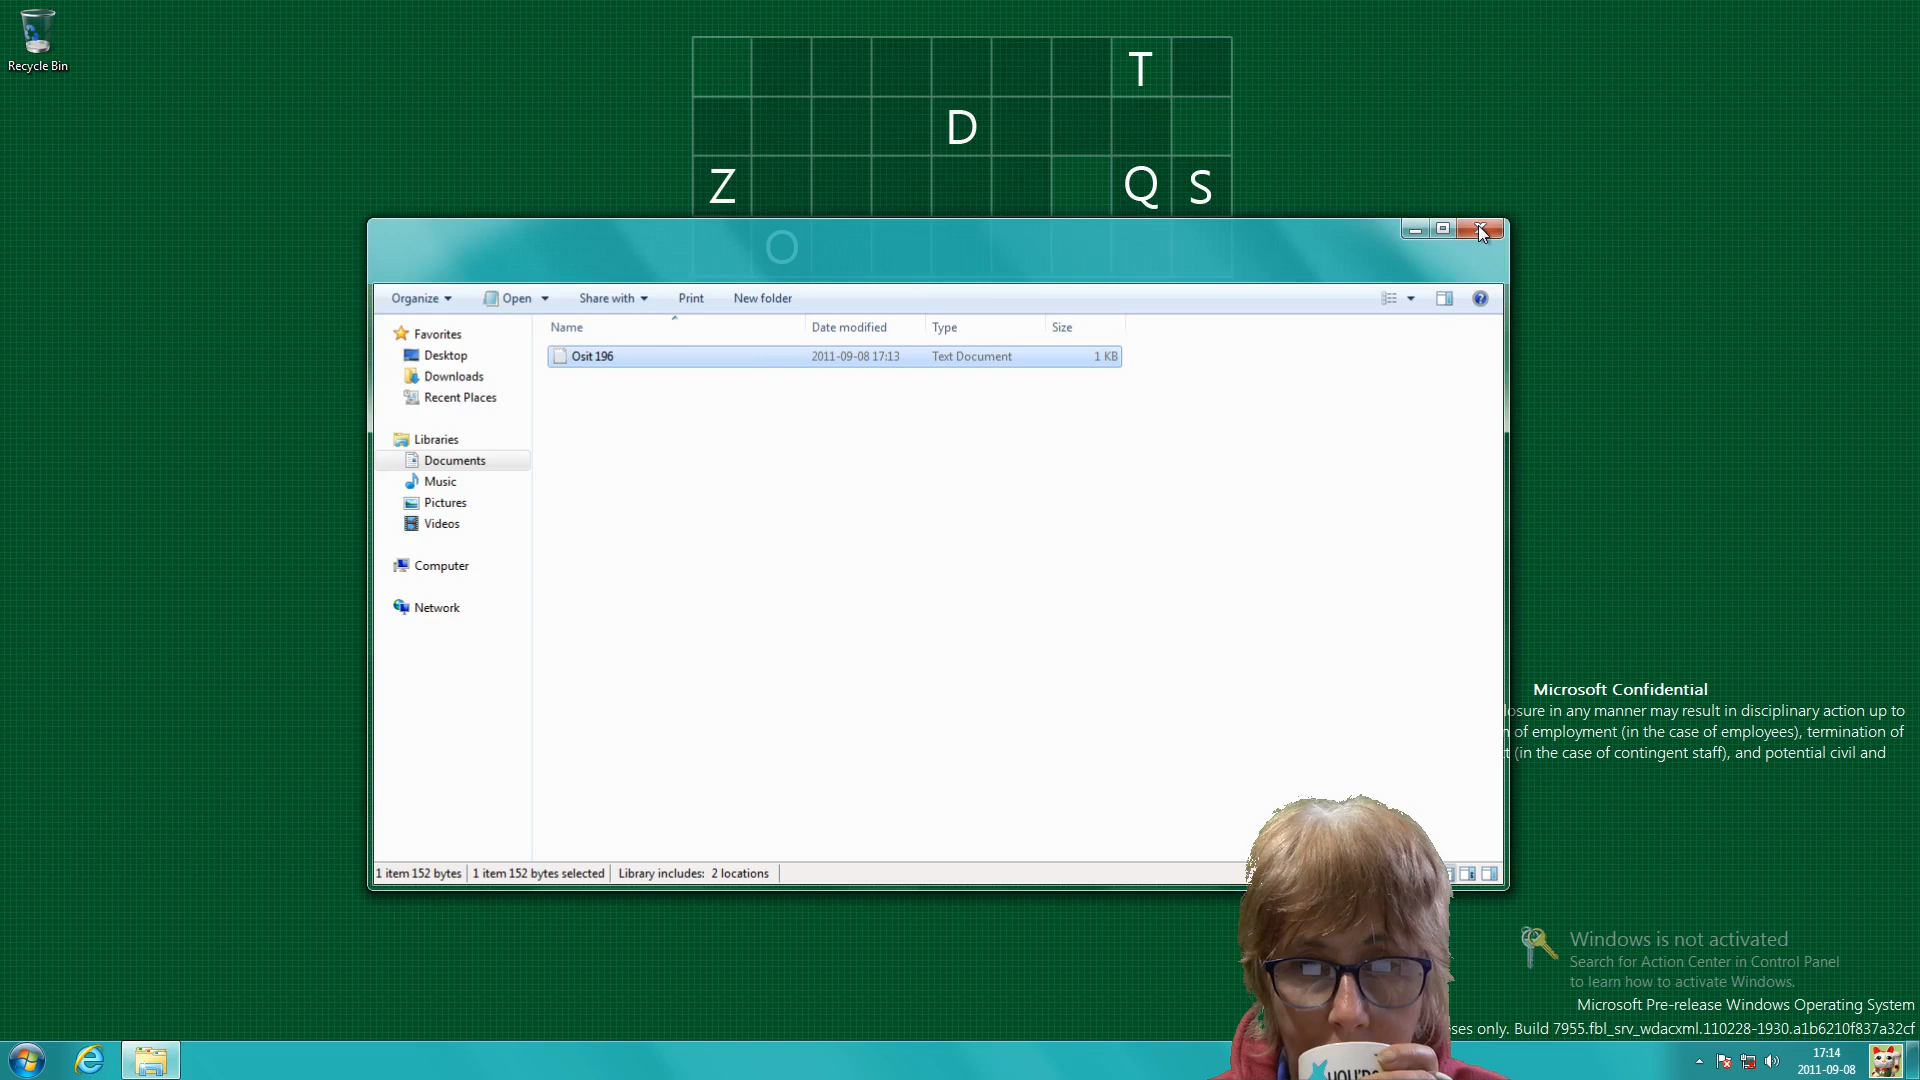 Recycle Bin
T
D
Z Q S
O
Organize Open Share with Print New folder
Name Date modified Type Size
Osit 196 2011-09-08 17:13 Text Document 1 KB
Favorites
Desktop
Downloads
Recent Places
Libraries
Documents
Music
Pictures
Videos
Computer
Network
1 item 152 bytes 1 item 152 bytes selected Library includes: 2 locations
Microsoft Confidential
losure in any manner may result in disciplinary action up to
of employment (in the case of employees), termination of
t (in the case of contingent staff), and potential civil and
Windows is not activated
Search for Action Center in Control Panel
to learn how to activate Windows.
Microsoft Pre-release Windows Operating System
ses only. Build 7955.fbl_srv_wdacxml.110228-1930.a1b6210f837a32cf
17:14
2011-09-08